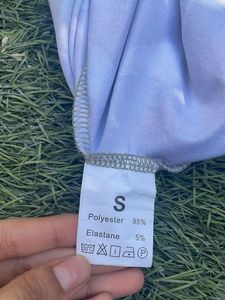 S
Polyester 95%
Elastane 5%